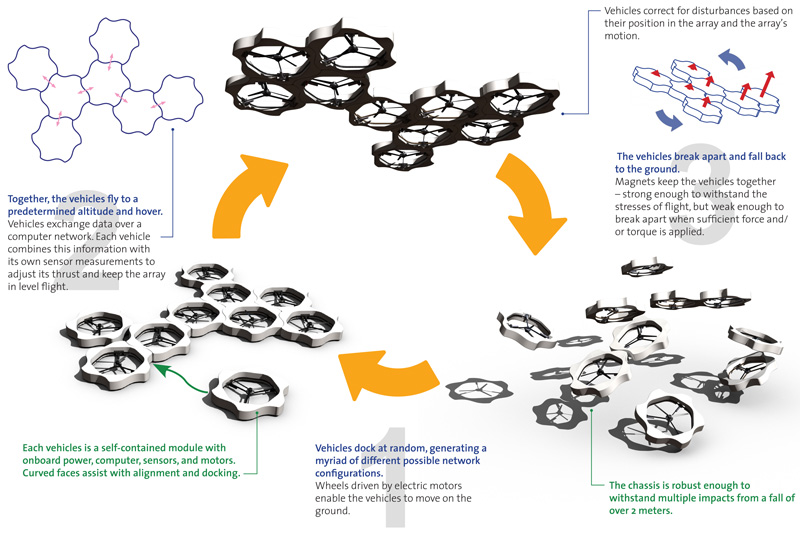 Vehicles correct for disturbances based on
their position in the array and the array's
motion.
2
Together, the vehicles fly to a
predetermined altitude and hover.
Vehicles exchange data over a
computer network. Each vehicle
combines this information with
its own sensor measurements to
adjust its thrust and keep the array
in level flight.
3
The vehicles break apart and fall back
to the ground.
Magnets keep the vehicles together
– strong enough to withstand the
stresses of flight, but weak enough to
break apart when sufficient force and/
or torque is applied.
Each vehicles is a self-contained module with
onboard power, computer, sensors, and motors.
Curved faces assist with alignment and docking.
1
Vehicles dock at random, generating a
myriad of different possible network
configurations.
Wheels driven by electric motors
enable the vehicles to move on the
ground.
The chassis is robust enough to
withstand multiple impacts from a fall of
over 2 meters.